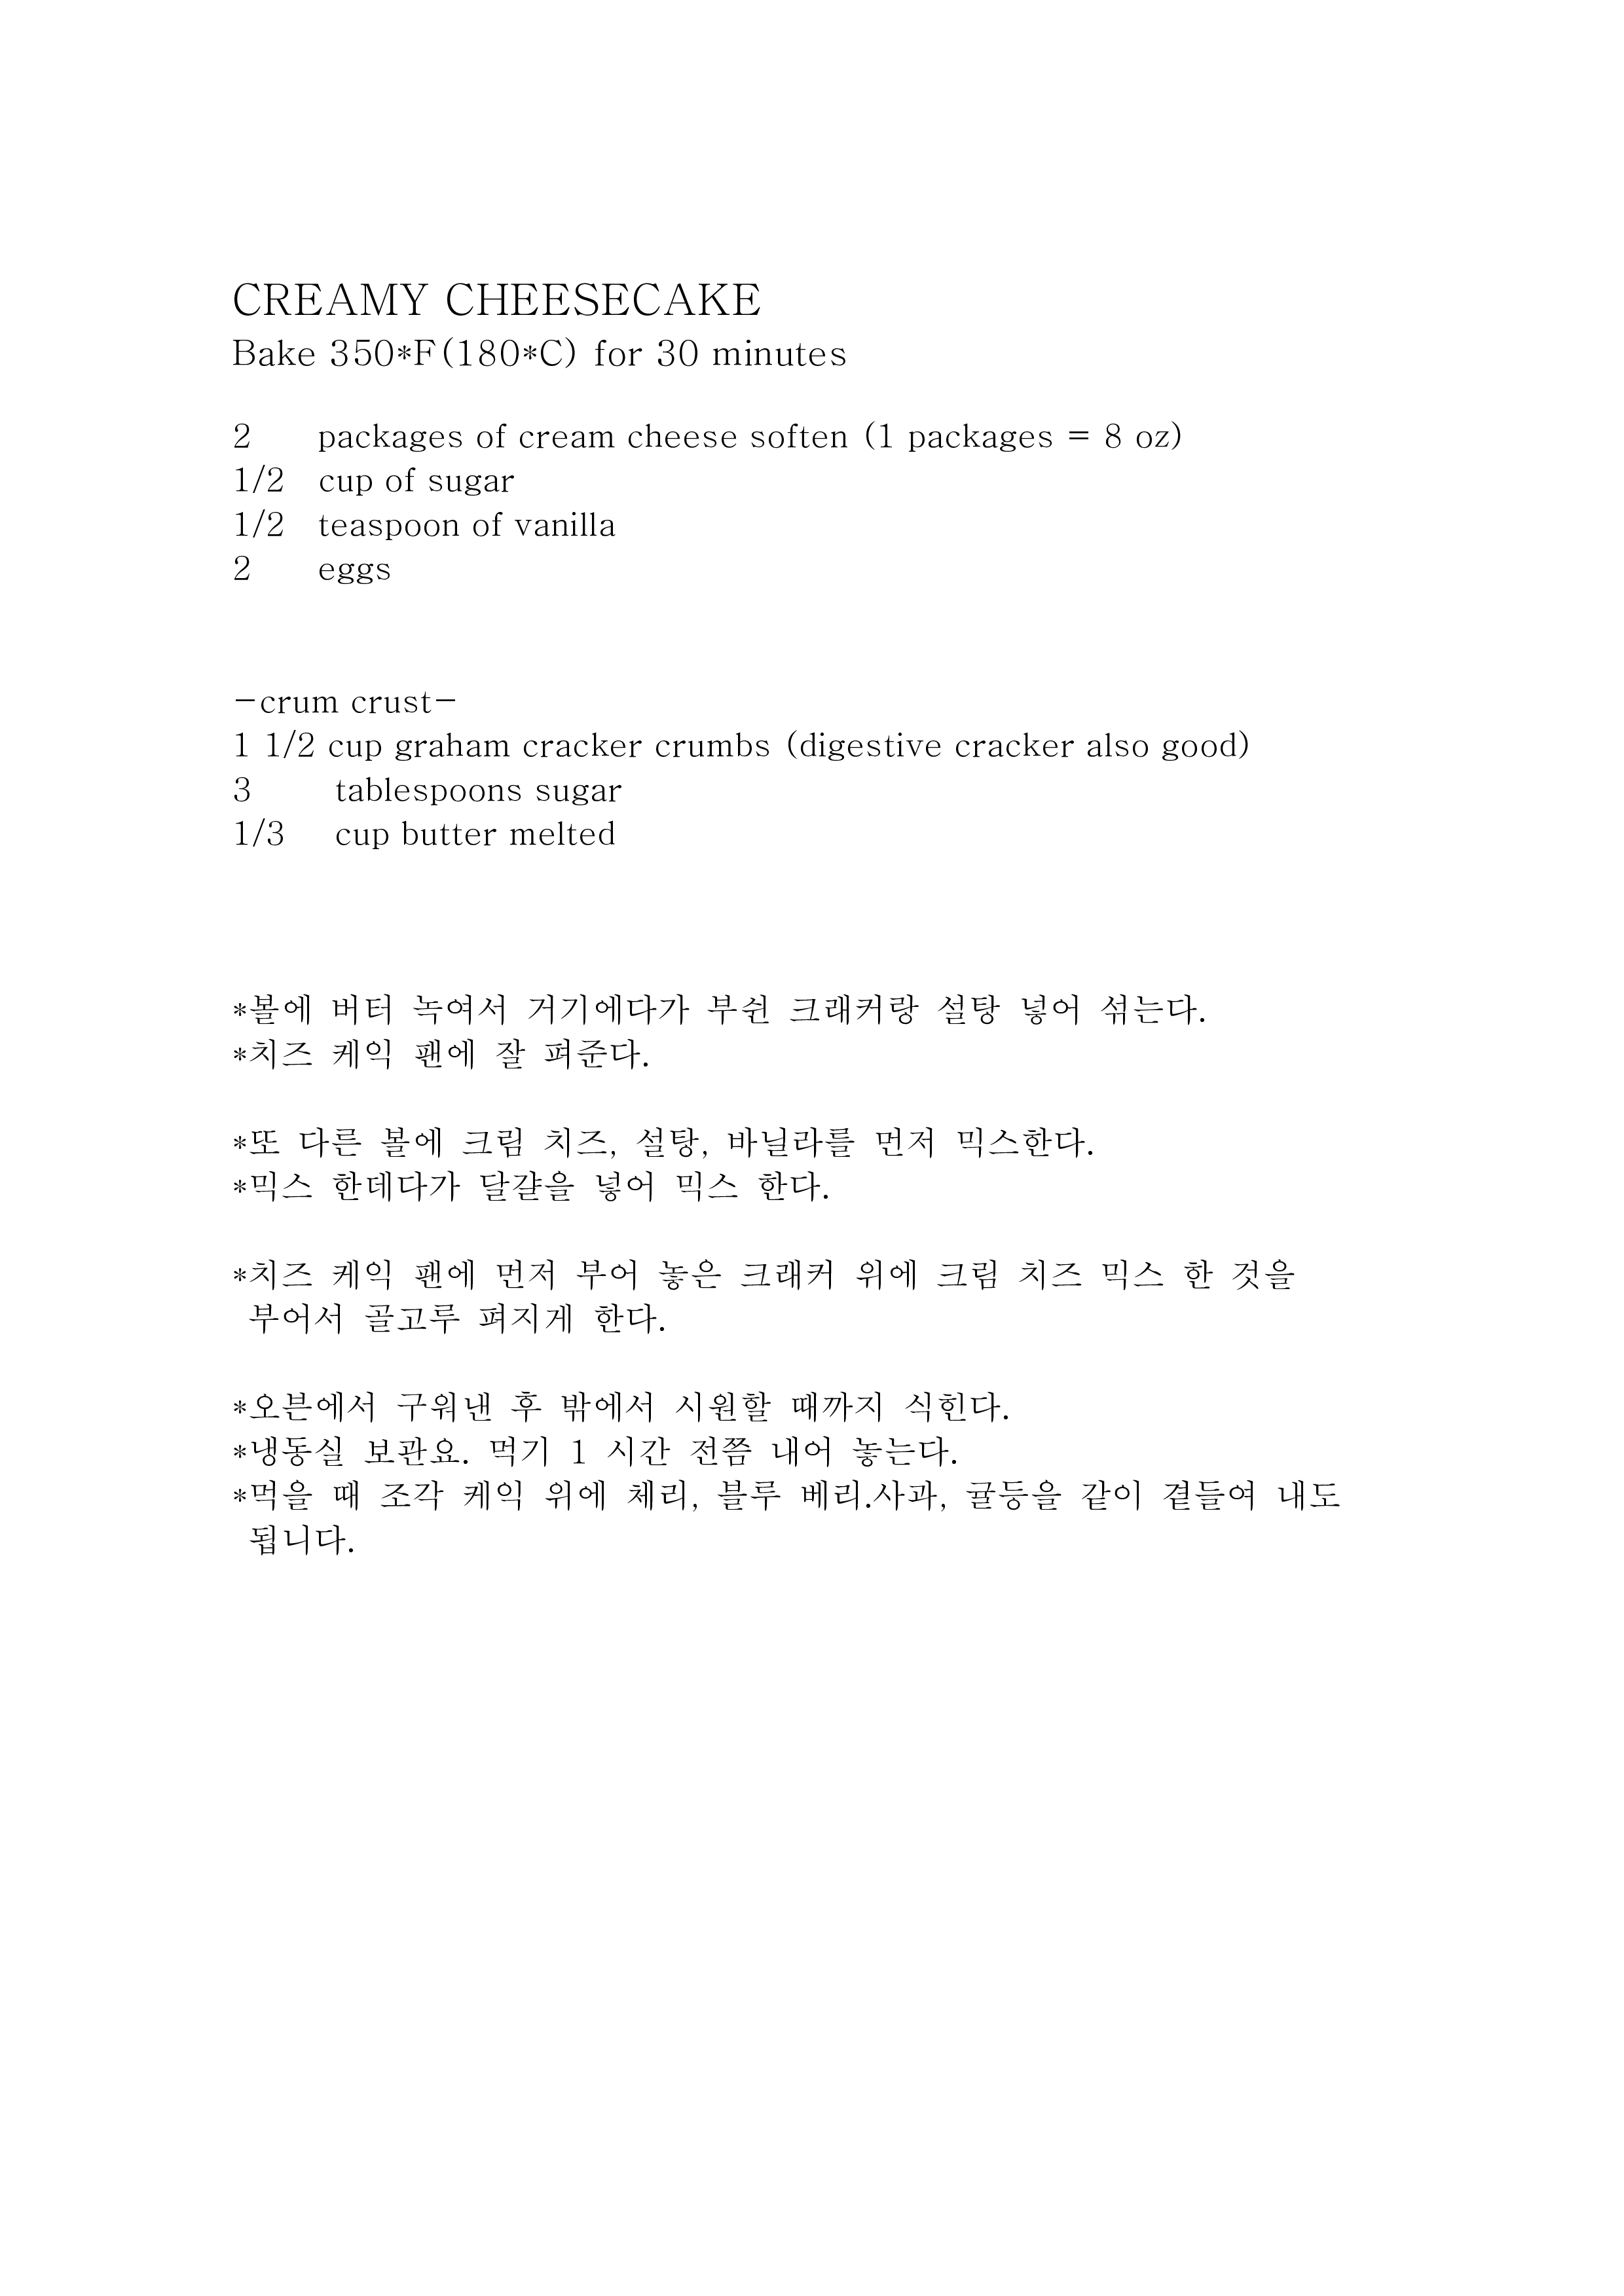 CREAMY CHEESECAKE
Bake 350*F(180*C) for 30 minutes
2 packages of cream cheese soften (1 packages = 8 oz)
1/2 cup of sugar
1/2 teaspoon of vanilla
2 eggs
-crum crust-
1 1/2 cup graham cracker crumbs (digestive cracker also good)
3 tablespoons sugar
1/3 cup butter melted
*볼에 버터 녹여서 거기에다가 부쉰 크래커랑 설탕 넣어 섞는다.
*치즈 케익 팬에 잘 펴준다.
*또 다른 볼에 크림 치즈, 설탕, 바닐라를 먼저 믹스한다.
*믹스 한데다가 달걀을 넣어 믹스 한다.
*치즈 케익 팬에 먼저 부어 놓은 크래커 위에 크림 치즈 믹스 한 것을
부어서 골고루 펴지게 한다.
*오븐에서 구워낸 후 밖에서 시원할 때까지 식힌다.
*냉동실 보관요. 먹기 1 시간 전쯤 내어 놓는다.
*먹을 때 조각 케익 위에 체리, 블루 베리.사과, 귤등을 같이 곁들여 내도
됩니다.